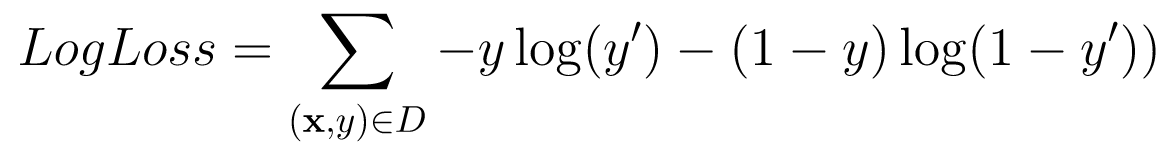 LogLoss = ∑ −y log(y′) − (1 − y) log(1 − y′))
(x,y)∈D